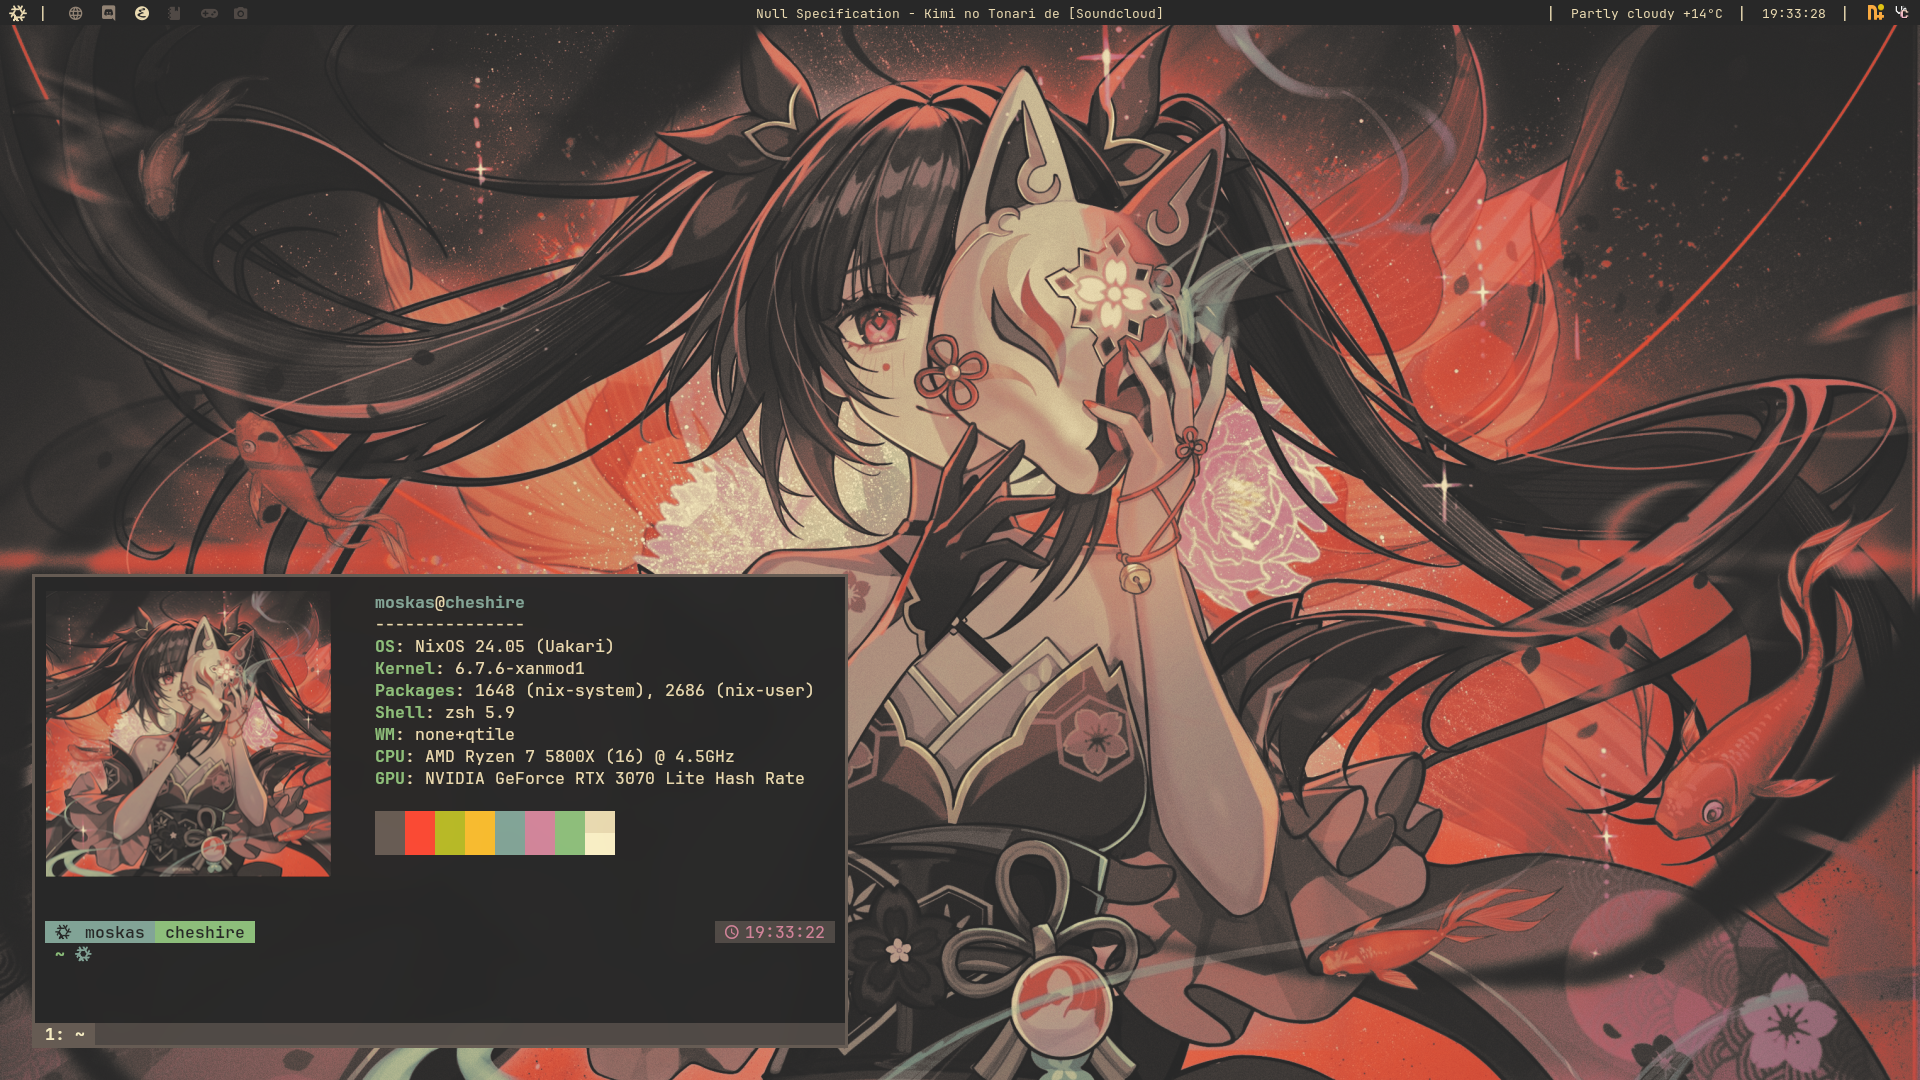 Null Specification - Kimi no Tonari de [Soundcloud]
| Partly cloudy +14°C | 19:33:28 |
moskas@cheshire
---------------
OS: NixOS 24.05 (Uakari)
Kernel: 6.7.6-xanmod1
Packages: 1648 (nix-system), 2686 (nix-user)
Shell: zsh 5.9
WM: none+qtile
CPU: AMD Ryzen 7 5800X (16) @ 4.5GHz
GPU: NVIDIA GeForce RTX 3070 Lite Hash Rate
moskas cheshire 19:33:22
~
1: ~